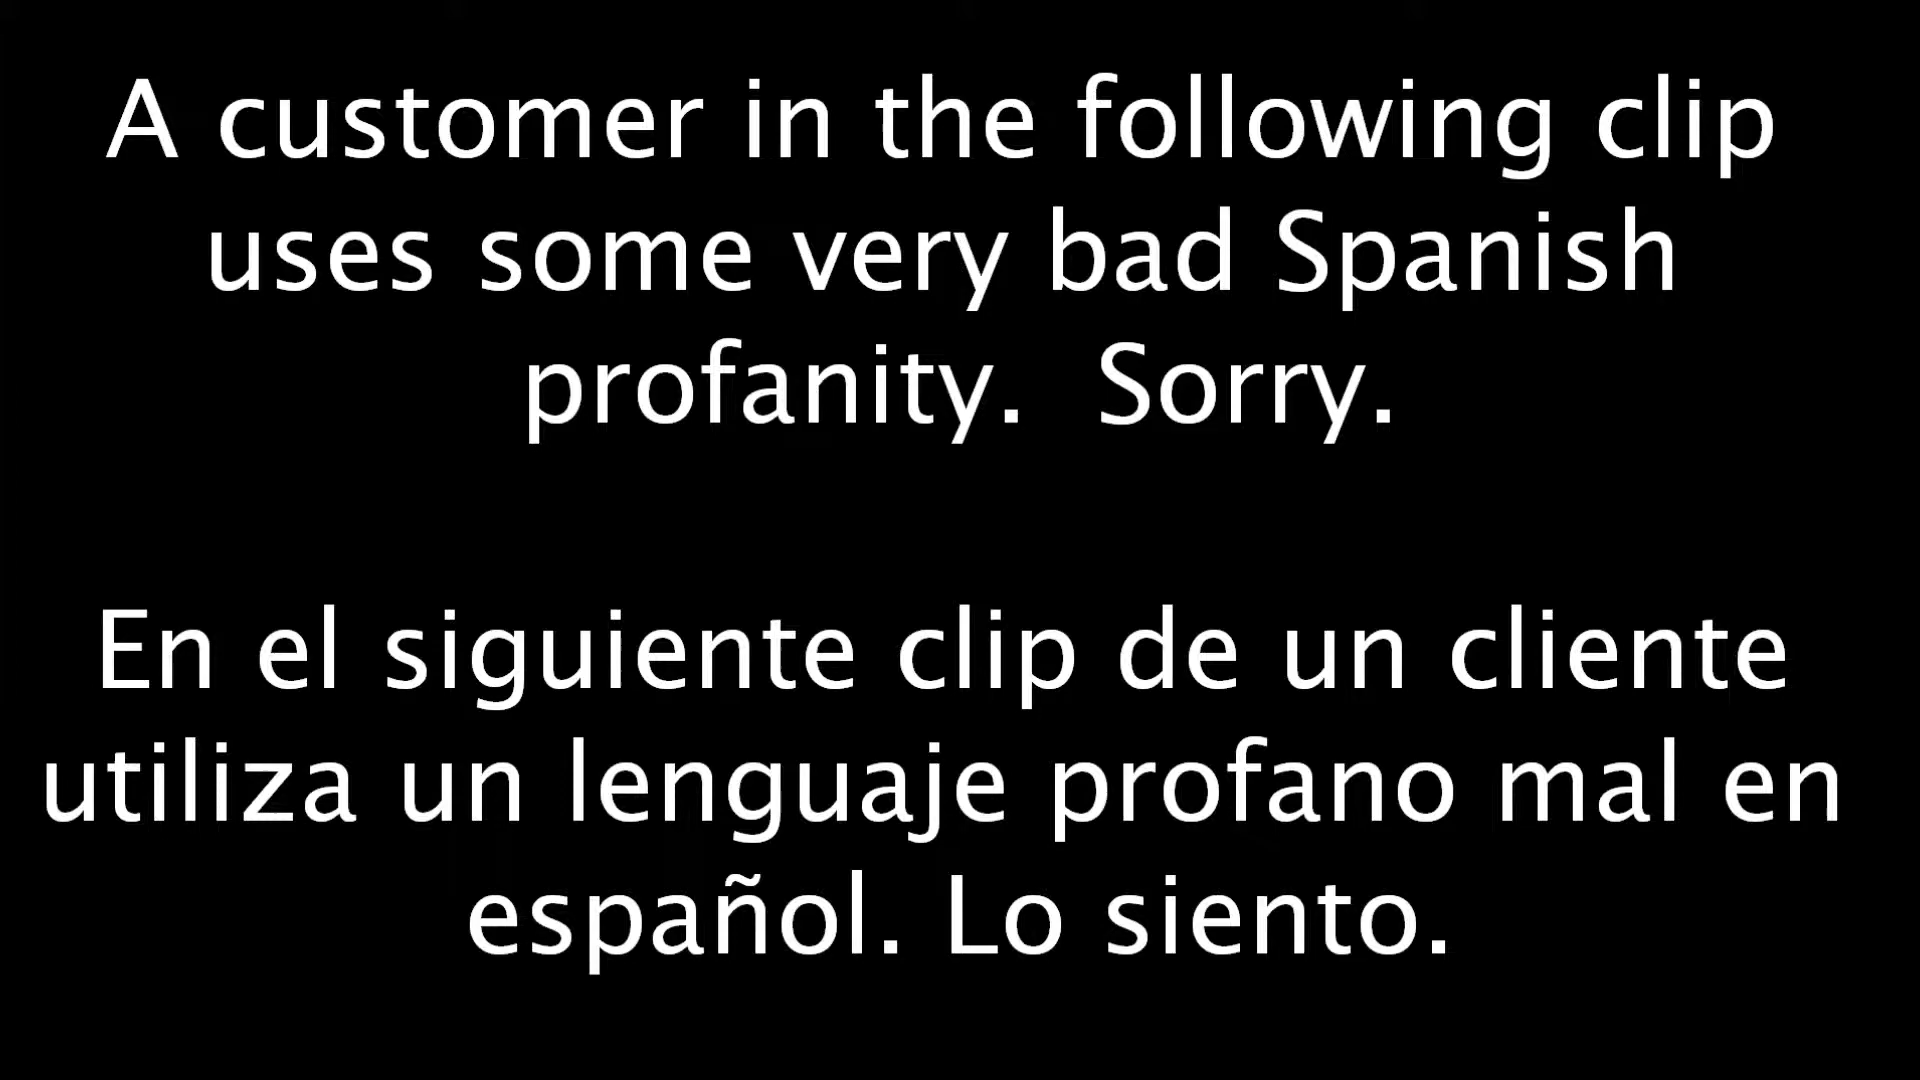 A customer in the following clip
uses some very bad Spanish
profanity.  Sorry.
En el siguiente clip de un cliente
utiliza un lenguaje profano mal en
español. Lo siento.